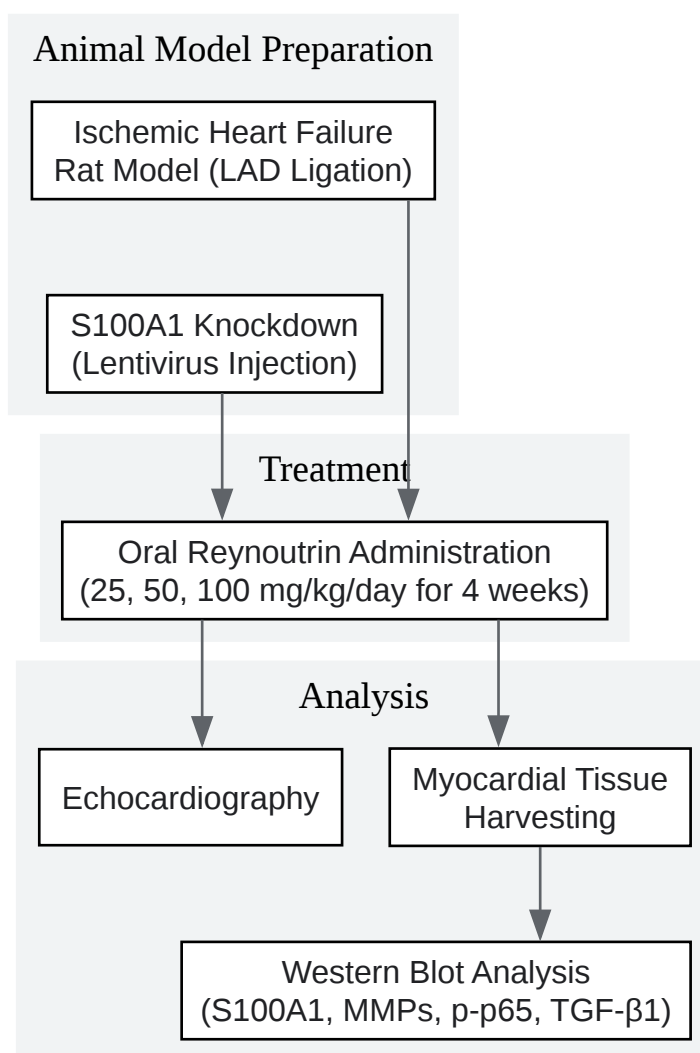 Animal Model Preparation
Ischemic Heart Failure
Rat Model (LAD Ligation)
S100A1 Knockdown
(Lentivirus Injection)
Treatment
Oral Reynoutrin Administration
(25, 50, 100 mg/kg/day for 4 weeks)
Analysis
Echocardiography
Myocardial Tissue
Harvesting
Western Blot Analysis
(S100A1, MMPs, p-p65, TGF-β1)